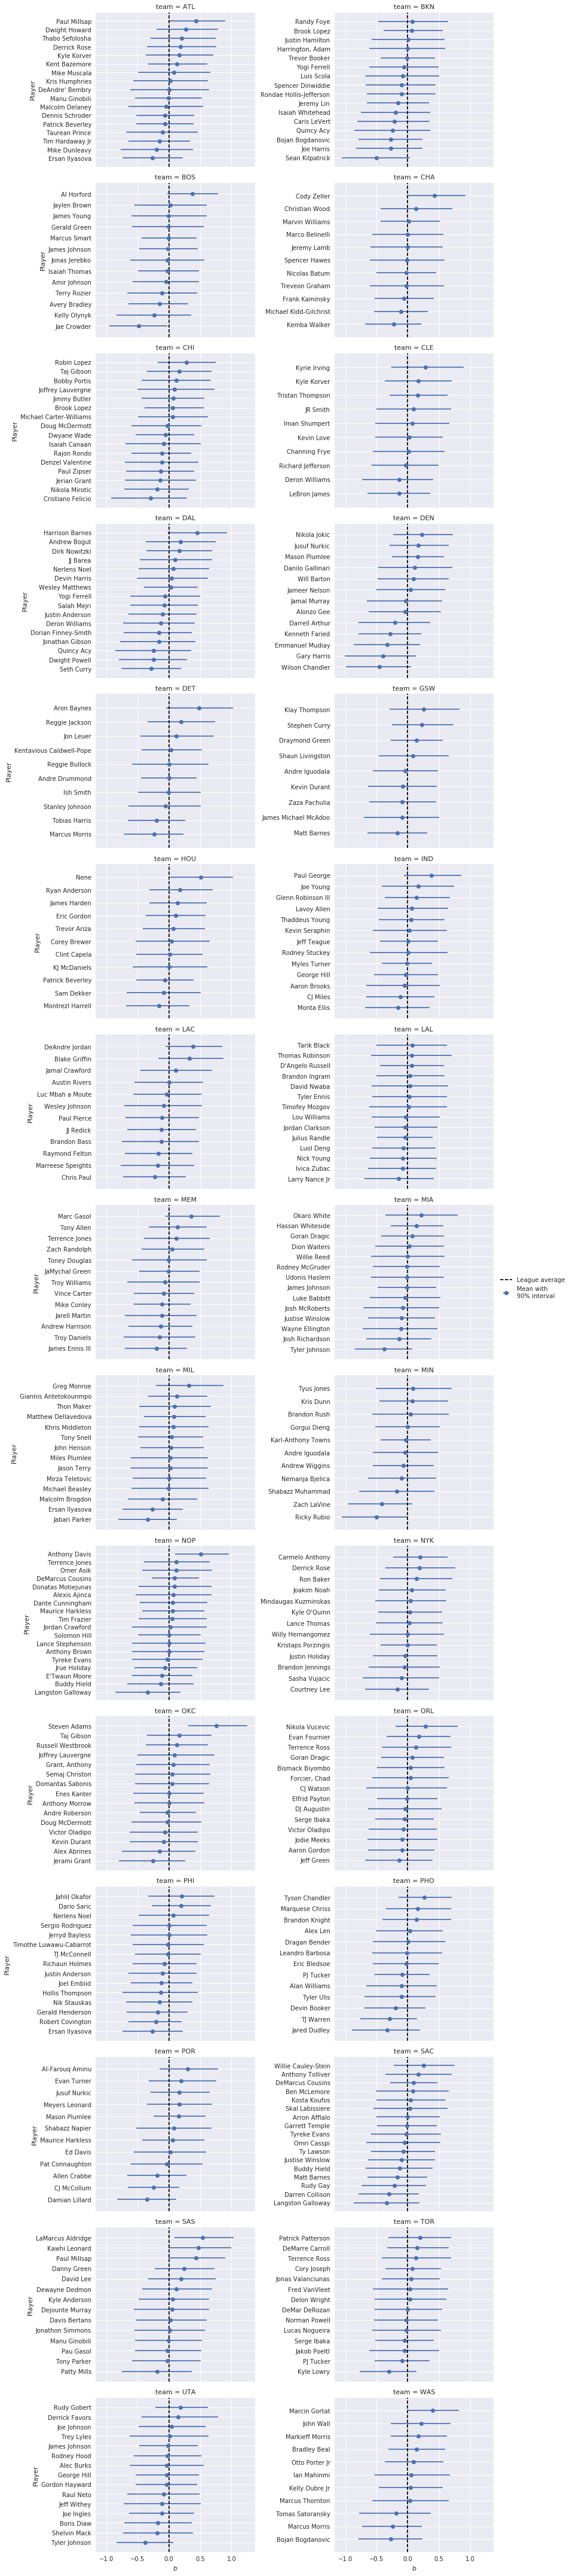 team = ATL
Player
Paul Millsap
Dwight Howard
Thabo Sefolosha
Derrick Rose
Kyle Korver
Kent Bazemore
Mike Muscala
Kris Humphries
DeAndre' Bembry
Manu Ginobili
Malcolm Delaney
Dennis Schroder
Patrick Beverley
Taurean Prince
Tim Hardaway Jr
Mike Dunleavy
Ersan Ilyasova
team = BKN
Randy Foye
Brook Lopez
Justin Hamilton
Harrington, Adam
Trevor Booker
Yogi Ferrell
Luis Scola
Spencer Dinwiddie
Rondae Hollis-Jefferson
Jeremy Lin
Isaiah Whitehead
Caris LeVert
Quincy Acy
Bojan Bogdanovic
Joe Harris
Sean Kilpatrick
team = BOS
Player
Al Horford
Jaylen Brown
James Young
Gerald Green
Marcus Smart
James Johnson
Jonas Jerebko
Isaiah Thomas
Amir Johnson
Terry Rozier
Avery Bradley
Kelly Olynyk
Jae Crowder
team = CHA
Cody Zeller
Christian Wood
Marvin Williams
Marco Belinelli
Jeremy Lamb
Spencer Hawes
Nicolas Batum
Treveon Graham
Frank Kaminsky
Michael Kidd-Gilchrist
Kemba Walker
team = CHI
Player
Robin Lopez
Taj Gibson
Bobby Portis
Joffrey Lauvergne
Jimmy Butler
Brook Lopez
Michael Carter-Williams
Doug McDermott
Dwyane Wade
Isaiah Canaan
Rajon Rondo
Denzel Valentine
Paul Zipser
Jerian Grant
Nikola Mirotic
Cristiano Felicio
team = CLE
Kyrie Irving
Kyle Korver
Tristan Thompson
JR Smith
Iman Shumpert
Kevin Love
Channing Frye
Richard Jefferson
Deron Williams
LeBron James
team = DAL
Player
Harrison Barnes
Andrew Bogut
Dirk Nowitzki
JJ Barea
Nerlens Noel
Devin Harris
Wesley Matthews
Yogi Ferrell
Salah Mejri
Justin Anderson
Deron Williams
Dorian Finney-Smith
Jonathan Gibson
Quincy Acy
Dwight Powell
Seth Curry
team = DEN
Nikola Jokic
Jusuf Nurkic
Mason Plumlee
Danilo Gallinari
Will Barton
Jameer Nelson
Jamal Murray
Alonzo Gee
Darrell Arthur
Kenneth Faried
Emmanuel Mudiay
Gary Harris
Wilson Chandler
team = DET
Player
Aron Baynes
Reggie Jackson
Jon Leuer
Kentavious Caldwell-Pope
Reggie Bullock
Andre Drummond
Ish Smith
Stanley Johnson
Tobias Harris
Marcus Morris
team = GSW
Klay Thompson
Stephen Curry
Draymond Green
Shaun Livingston
Andre Iguodala
Kevin Durant
Zaza Pachulia
James Michael McAdoo
Matt Barnes
team = HOU
Player
Nene
Ryan Anderson
James Harden
Eric Gordon
Trevor Ariza
Corey Brewer
Clint Capela
KJ McDaniels
Patrick Beverley
Sam Dekker
Montrezl Harrell
team = IND
Paul George
Joe Young
Glenn Robinson III
Lavoy Allen
Thaddeus Young
Kevin Seraphin
Jeff Teague
Rodney Stuckey
Myles Turner
George Hill
Aaron Brooks
CJ Miles
Monta Ellis
team = LAC
Player
DeAndre Jordan
Blake Griffin
Jamal Crawford
Austin Rivers
Luc Mbah a Moute
Wesley Johnson
Paul Pierce
JJ Redick
Brandon Bass
Raymond Felton
Marreese Speights
Chris Paul
team = LAL
Tarik Black
Thomas Robinson
D'Angelo Russell
Brandon Ingram
David Nwaba
Tyler Ennis
Timofey Mozgov
Lou Williams
Jordan Clarkson
Julius Randle
Luol Deng
Nick Young
Ivica Zubac
Larry Nance Jr
team = MEM
Player
Marc Gasol
Tony Allen
Terrence Jones
Zach Randolph
Toney Douglas
JaMychal Green
Troy Williams
Vince Carter
Mike Conley
Jarell Martin
Andrew Harrison
Troy Daniels
James Ennis III
team = MIA
Okaro White
Hassan Whiteside
Goran Dragic
Dion Waiters
Willie Reed
Rodney McGruder
Udonis Haslem
James Johnson
Luke Babbitt
Josh McRoberts
Justise Winslow
Wayne Ellington
Josh Richardson
Tyler Johnson
League average
Mean with
90% interval
team = MIL
Player
Greg Monroe
Giannis Antetokounmpo
Thon Maker
Matthew Dellavedova
Khris Middleton
Tony Snell
John Henson
Miles Plumlee
Jason Terry
Mirza Teletovic
Michael Beasley
Malcolm Brogdon
Ersan Ilyasova
Jabari Parker
team = MIN
Tyus Jones
Kris Dunn
Brandon Rush
Gorgui Dieng
Karl-Anthony Towns
Andre Iguodala
Andrew Wiggins
Nemanja Bjelica
Shabazz Muhammad
Zach LaVine
Ricky Rubio
team = NOP
Player
Anthony Davis
Terrence Jones
Omer Asik
DeMarcus Cousins
Donatas Motiejunas
Alexis Ajinca
Dante Cunningham
Maurice Harkless
Tim Frazier
Jordan Crawford
Solomon Hill
Lance Stephenson
Anthony Brown
Tyreke Evans
Jrue Holiday
E'Twaun Moore
Buddy Hield
Langston Galloway
team = NYK
Carmelo Anthony
Derrick Rose
Ron Baker
Joakim Noah
Mindaugas Kuzminskas
Kyle O'Quinn
Lance Thomas
Willy Hernangomez
Kristaps Porzingis
Justin Holiday
Brandon Jennings
Sasha Vujacic
Courtney Lee
team = OKC
Player
Steven Adams
Taj Gibson
Russell Westbrook
Joffrey Lauvergne
Grant, Anthony
Semaj Christon
Domantas Sabonis
Enes Kanter
Anthony Morrow
Andre Roberson
Doug McDermott
Victor Oladipo
Kevin Durant
Alex Abrines
Jerami Grant
team = ORL
Nikola Vucevic
Evan Fournier
Terrence Ross
Goran Dragic
Bismack Biyombo
Forcier, Chad
CJ Watson
Elfrid Payton
DJ Augustin
Serge Ibaka
Victor Oladipo
Jodie Meeks
Aaron Gordon
Jeff Green
team = PHI
Player
Jahlil Okafor
Dario Saric
Nerlens Noel
Sergio Rodriguez
Jerryd Bayless
Timothe Luwawu-Cabarrot
TJ McConnell
Richaun Holmes
Justin Anderson
Joel Embiid
Hollis Thompson
Nik Stauskas
Gerald Henderson
Robert Covington
Ersan Ilyasova
team = PHO
Tyson Chandler
Marquese Chriss
Brandon Knight
Alex Len
Dragan Bender
Leandro Barbosa
Eric Bledsoe
PJ Tucker
Alan Williams
Tyler Ulis
Devin Booker
TJ Warren
Jared Dudley
team = POR
Player
Al-Farouq Aminu
Evan Turner
Jusuf Nurkic
Meyers Leonard
Mason Plumlee
Shabazz Napier
Maurice Harkless
Ed Davis
Pat Connaughton
Allen Crabbe
CJ McCollum
Damian Lillard
team = SAC
Willie Cauley-Stein
Anthony Tolliver
DeMarcus Cousins
Ben McLemore
Kosta Koufos
Skal Labissiere
Arron Afflalo
Garrett Temple
Tyreke Evans
Omri Casspi
Ty Lawson
Justise Winslow
Buddy Hield
Matt Barnes
Rudy Gay
Darren Collison
Langston Galloway
team = SAS
Player
LaMarcus Aldridge
Kawhi Leonard
Paul Millsap
Danny Green
David Lee
Dewayne Dedmon
Kyle Anderson
Dejounte Murray
Davis Bertans
Jonathon Simmons
Manu Ginobili
Pau Gasol
Tony Parker
Patty Mills
team = TOR
Patrick Patterson
DeMarre Carroll
Terrence Ross
Cory Joseph
Jonas Valanciunas
Fred VanVleet
Delon Wright
DeMar DeRozan
Norman Powell
Lucas Nogueira
Serge Ibaka
Jakob Poeltl
PJ Tucker
Kyle Lowry
team = UTA
Player
Rudy Gobert
Derrick Favors
Joe Johnson
Trey Lyles
James Johnson
Rodney Hood
Alec Burks
George Hill
Gordon Hayward
Raul Neto
Jeff Withey
Joe Ingles
Boris Diaw
Shelvin Mack
Tyler Johnson
−1.0 −0.5 0.0 0.5 1.0
b
team = WAS
Marcin Gortat
John Wall
Markieff Morris
Bradley Beal
Otto Porter Jr
Ian Mahinmi
Kelly Oubre Jr
Marcus Thornton
Tomas Satoransky
Marcus Morris
Bojan Bogdanovic
−1.0 −0.5 0.0 0.5 1.0
b